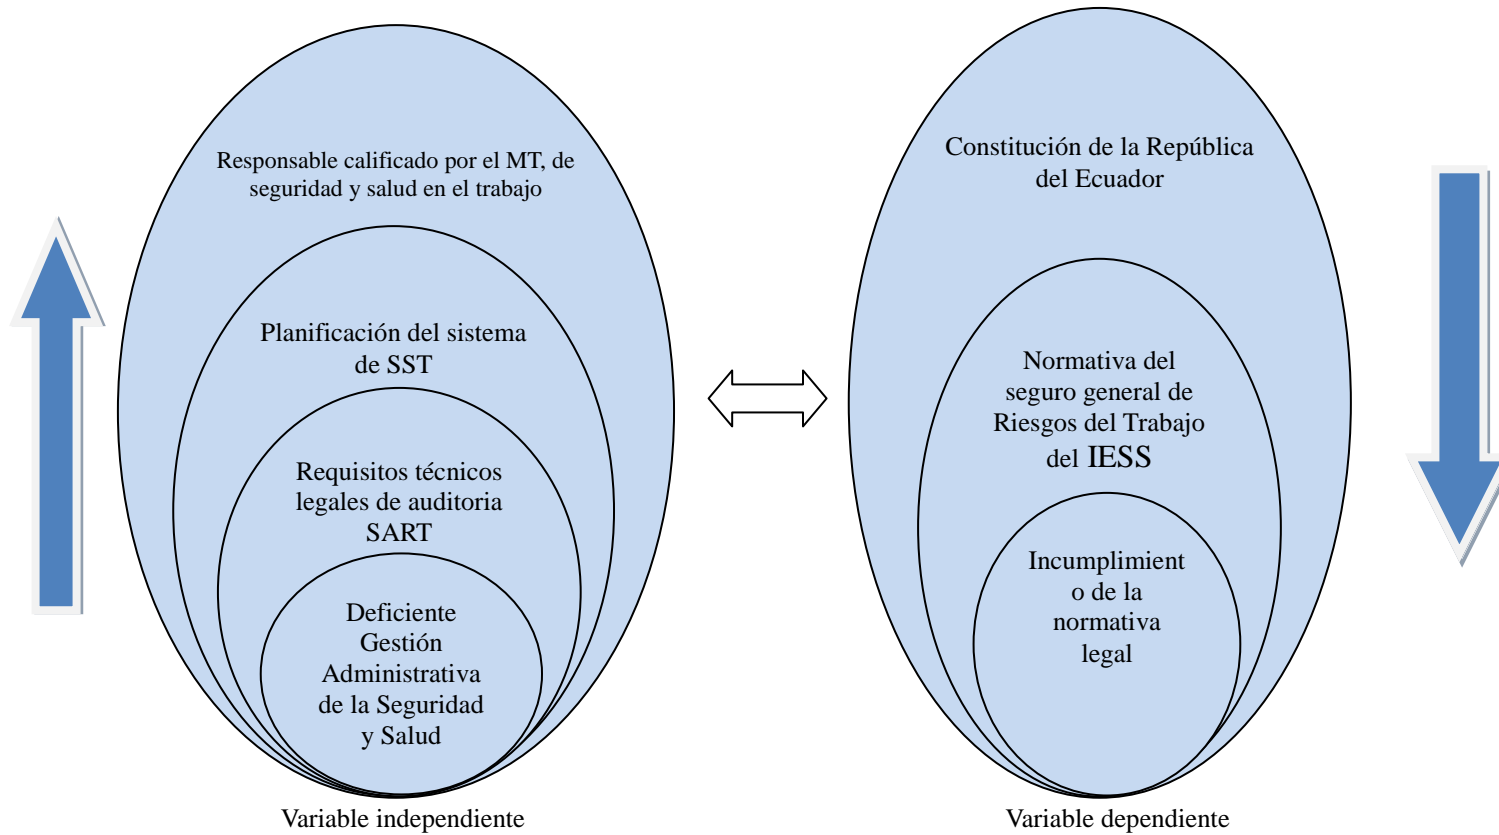 Responsable calificado por el MT, de
seguridad y salud en el trabajo
Planificación del sistema
de SST
Requisitos técnicos
legales de auditoria
SART
Deficiente
Gestión
Administrativa
de la Seguridad
y Salud
Variable independiente
Constitución de la República
del Ecuador
Normativa del
seguro general de
Riesgos del Trabajo
del IESS
Incumplimient
o de la
normativa
legal
Variable dependiente